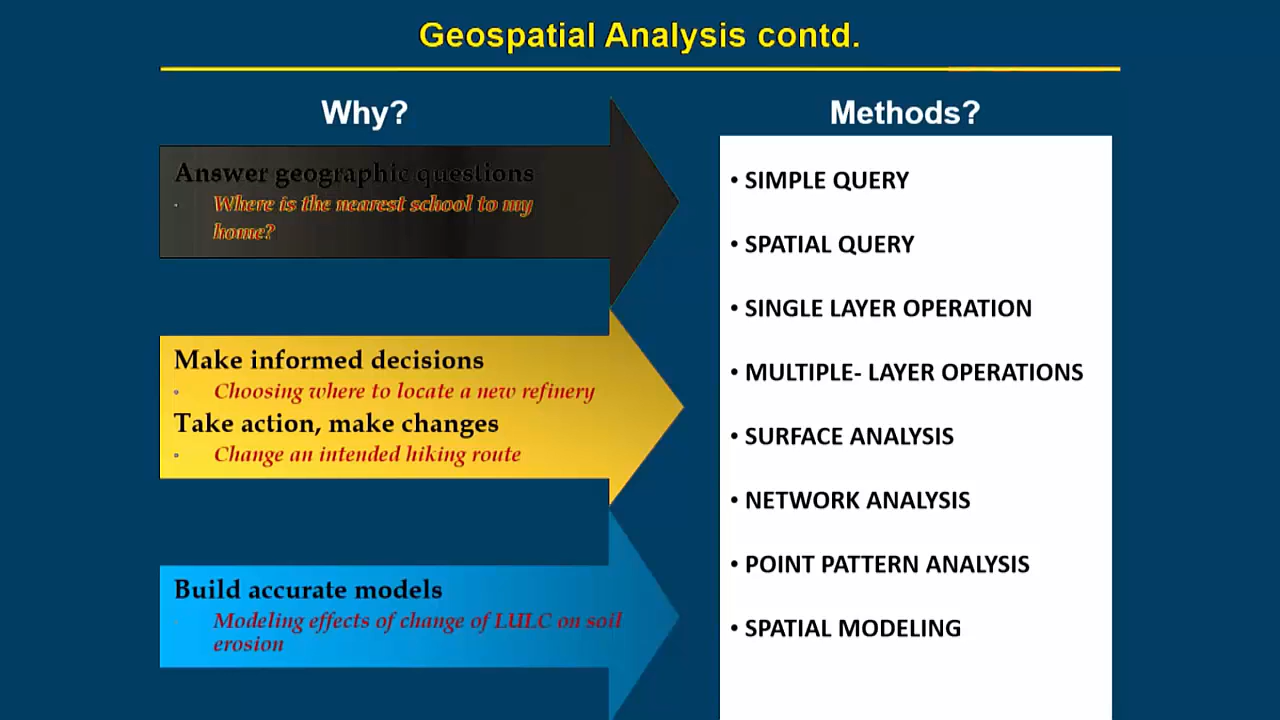 Geospatial Analysis contd.
Why?
Answer geographic questions
• Where is the nearest school to my
home?
Make informed decisions
• Choosing where to locate a new refinery
Take action, make changes
• Change an intended hiking route
Build accurate models
• Modeling effects of change of LULC on soil
erosion
Methods?
• SIMPLE QUERY
• SPATIAL QUERY
• SINGLE LAYER OPERATION
• MULTIPLE- LAYER OPERATIONS
• SURFACE ANALYSIS
• NETWORK ANALYSIS
• POINT PATTERN ANALYSIS
• SPATIAL MODELING